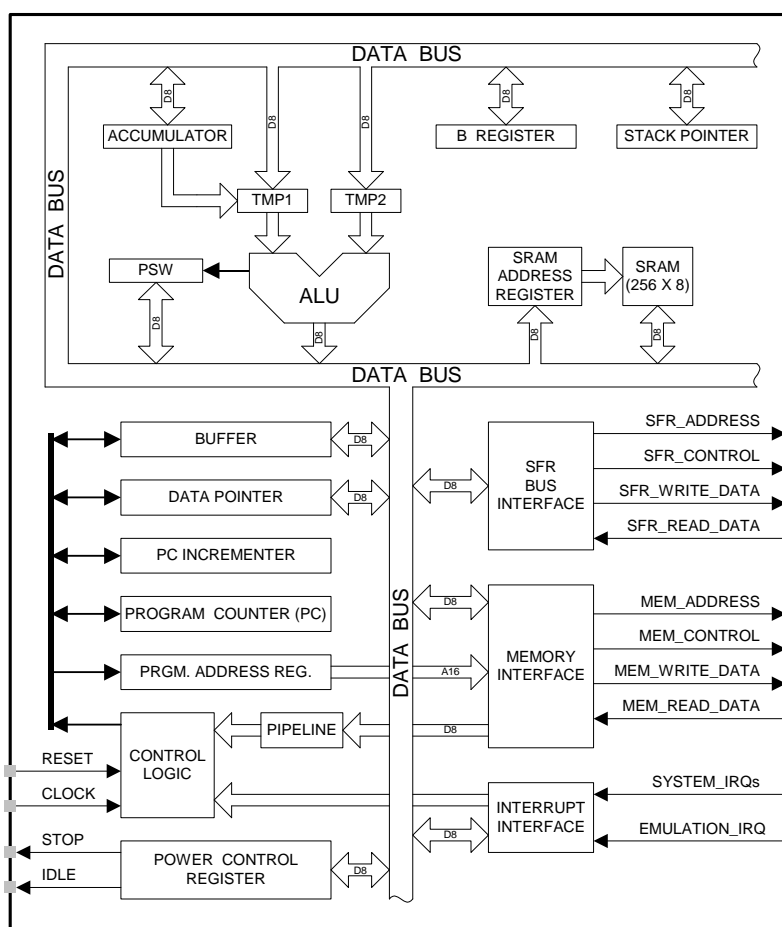 DATA BUS
D8
D8
D8
D8
D8
ACCUMULATOR
B REGISTER
STACK POINTER
DATA BUS
TMP1
TMP2
PSW
ALU
SRAM
ADDRESS
REGISTER
SRAM
(256 X 8)
D8
D8
D8
D8
DATA BUS
BUFFER
D8
DATA POINTER
D8
PC INCREMENTER
PROGRAM COUNTER (PC)
PRGM. ADDRESS REG.
A16
PIPELINE
D8
CONTROL
LOGIC
RESET
CLOCK
STOP
IDLE
POWER CONTROL
REGISTER
D8
DATA BUS
D8
SFR
BUS
INTERFACE
SFR_ADDRESS
SFR_CONTROL
SFR_WRITE_DATA
SFR_READ_DATA
D8
MEMORY
INTERFACE
MEM_ADDRESS
MEM_CONTROL
MEM_WRITE_DATA
MEM_READ_DATA
D8
INTERRUPT
INTERFACE
SYSTEM_IRQs
EMULATION_IRQ